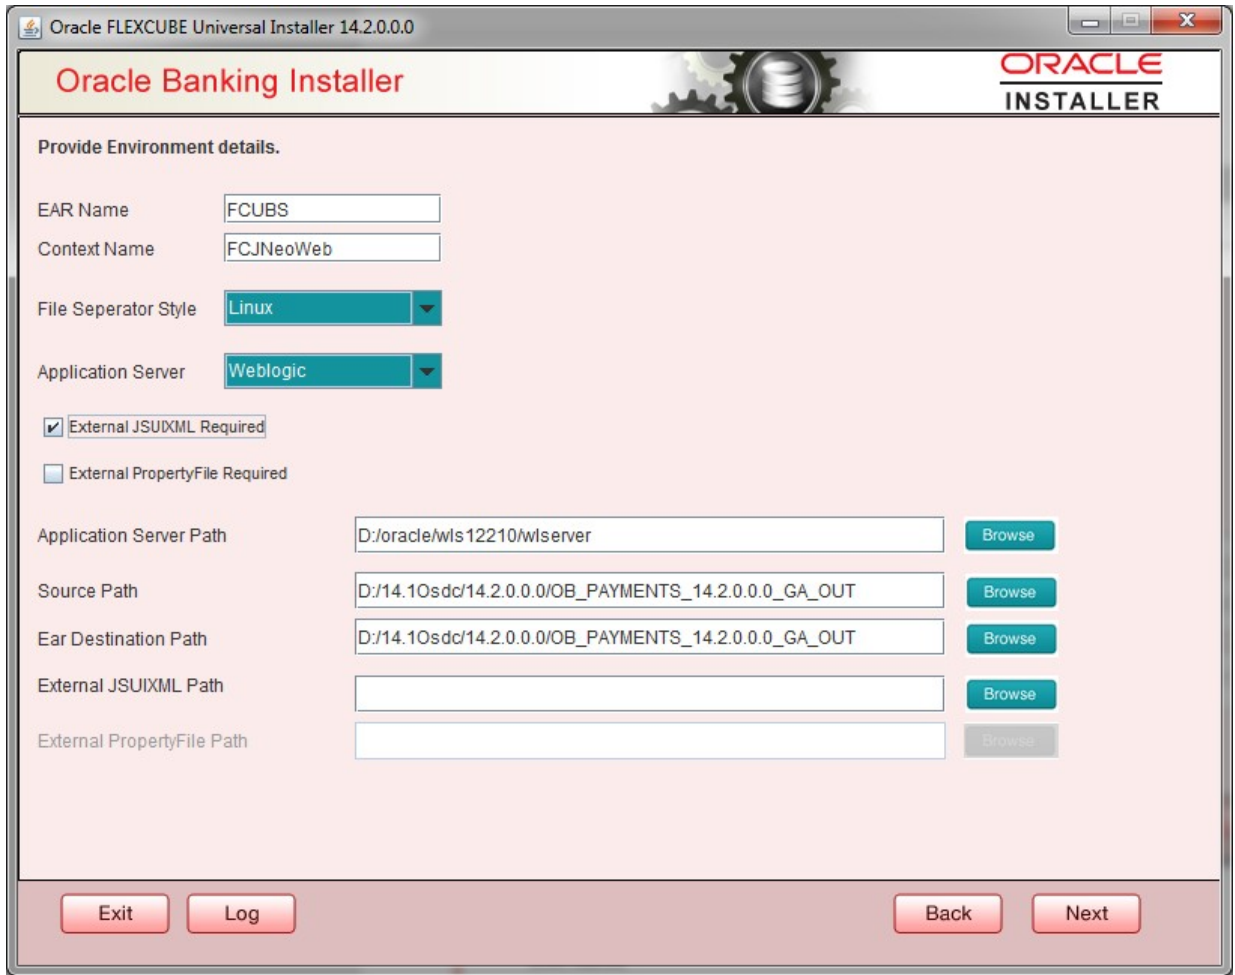 Oracle FLEXCUBE Universal Installer 14.2.0.0.0
Oracle Banking Installer
ORACLE
INSTALLER
Provide Environment details.
EAR Name FCUBS
Context Name FCJNeoWeb
File Seperator Style Linux
Application Server Weblogic
External JSUIXML Required
External PropertyFile Required
Application Server Path D:/oracle/wls12210/wlserver Browse
Source Path D:/14.1Osdc/14.2.0.0.0/OB_PAYMENTS_14.2.0.0.0_GA_OUT Browse
Ear Destination Path D:/14.1Osdc/14.2.0.0.0/OB_PAYMENTS_14.2.0.0.0_GA_OUT Browse
External JSUIXML Path Browse
External PropertyFile Path Browse
Exit Log Back Next